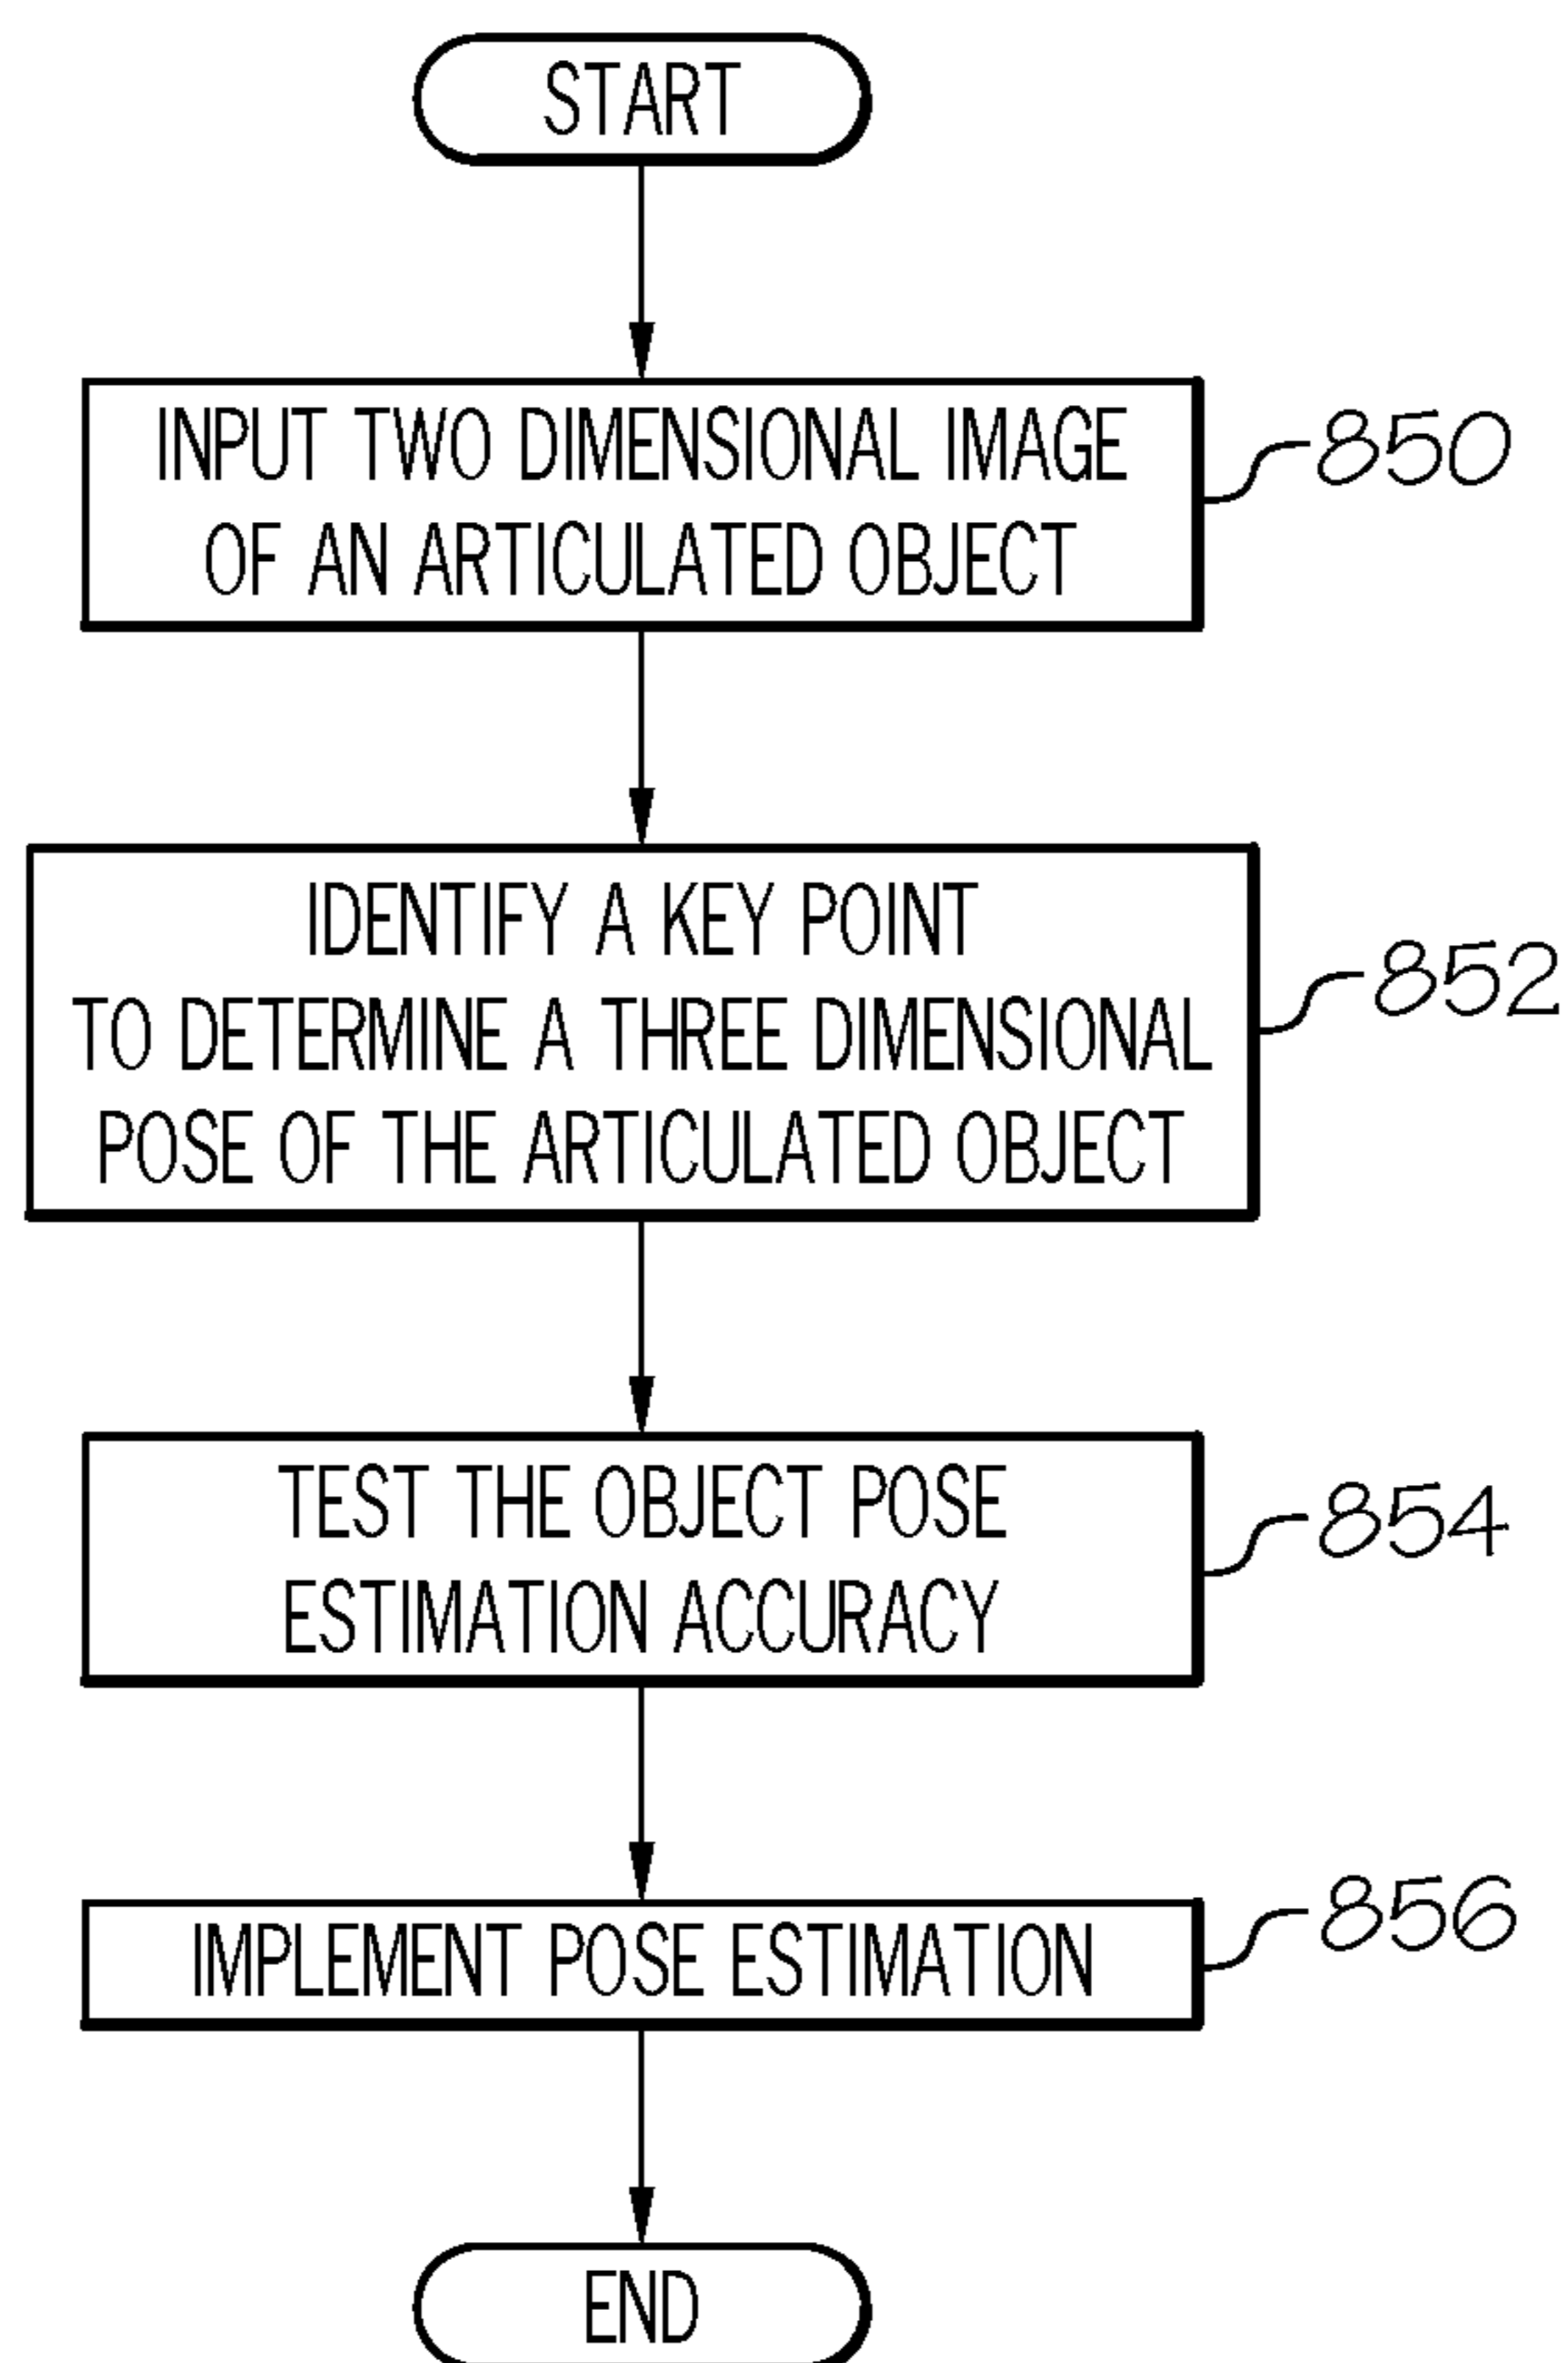 START
INPUT TWO DIMENSIONAL IMAGE
OF AN ARTICULATED OBJECT
850
IDENTIFY A KEY POINT
TO DETERMINE A THREE DIMENSIONAL
POSE OF THE ARTICULATED OBJECT
852
TEST THE OBJECT POSE
ESTIMATION ACCURACY
854
IMPLEMENT POSE ESTIMATION
856
END